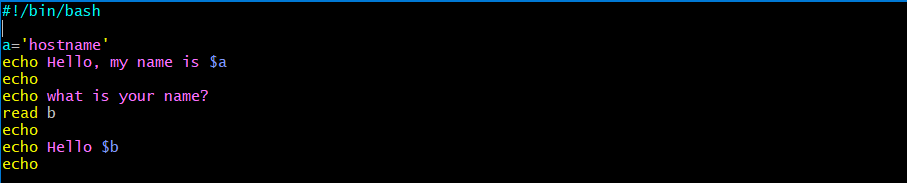 #!/bin/bash
a='hostname'
echo Hello, my name is $a
echo
echo what is your name?
read b
echo
echo Hello $b
echo